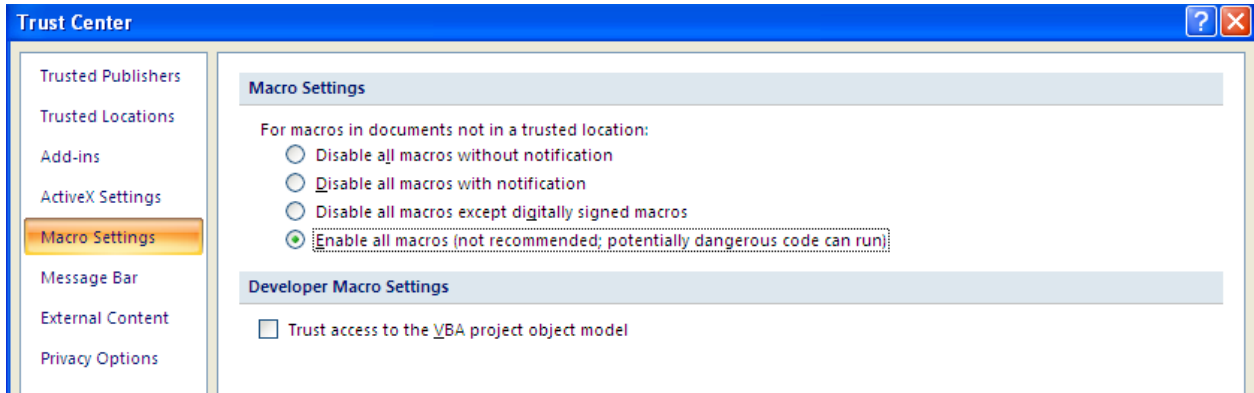 Trust Center
Trusted Publishers
Trusted Locations
Add-ins
ActiveX Settings
Macro Settings
Message Bar
External Content
Privacy Options
Macro Settings
For macros in documents not in a trusted location:
Disable all macros without notification
Disable all macros with notification
Disable all macros except digitally signed macros
Enable all macros (not recommended; potentially dangerous code can run)
Developer Macro Settings
Trust access to the VBA project object model